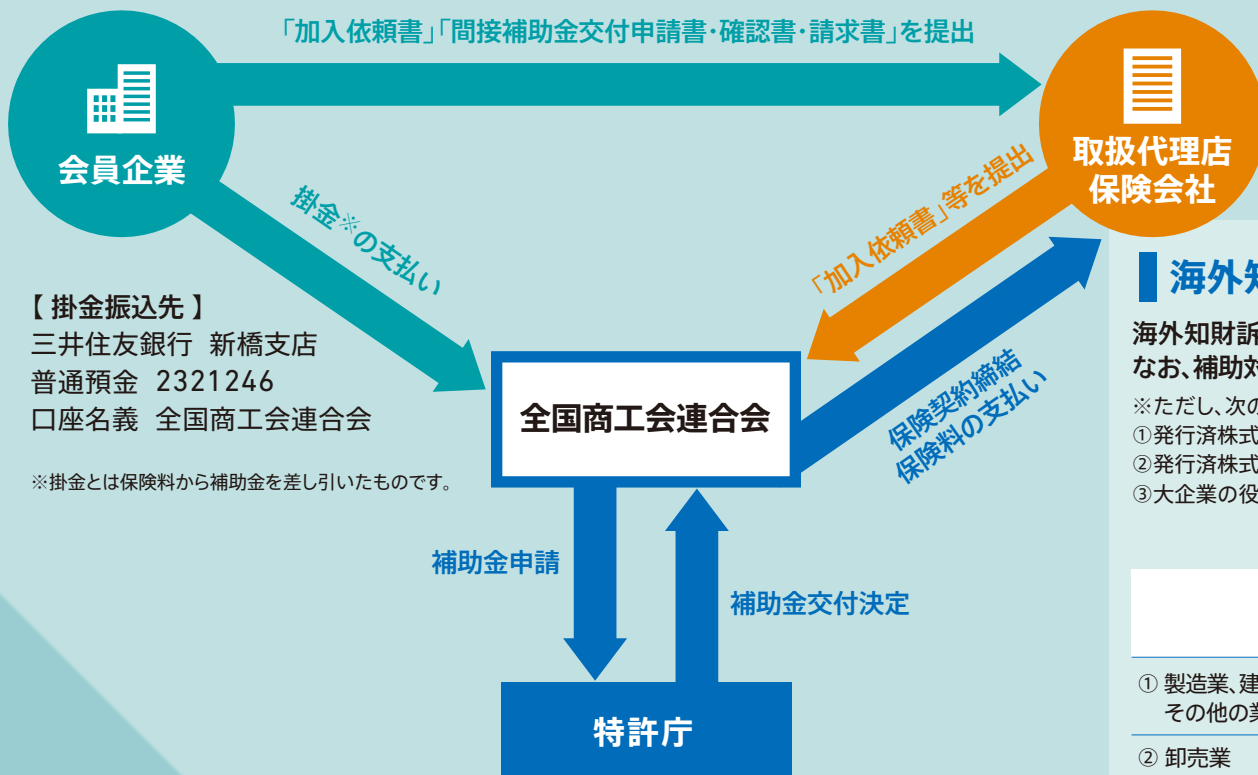 「加入依頼書」「間接補助金交付申請書・確認書・請求書」を提出
会員企業
取扱代理店
保険会社
掛金※の支払い
「加入依頼書」等を提出
【 掛金振込先 】
三井住友銀行 新橋支店
普通預金 2321246
口座名義 全国商工会連合会
※掛金とは保険料から補助金を差し引いたものです。
全国商工会連合会
保険契約締結
保険料の支払い
補助金申請
補助金交付決定
特許庁
海外知
海外知財訴
なお、補助対
※ただし、次の
①発行済株式
②発行済株式
③大企業の役
① 製造業、建
その他の業
② 卸売業